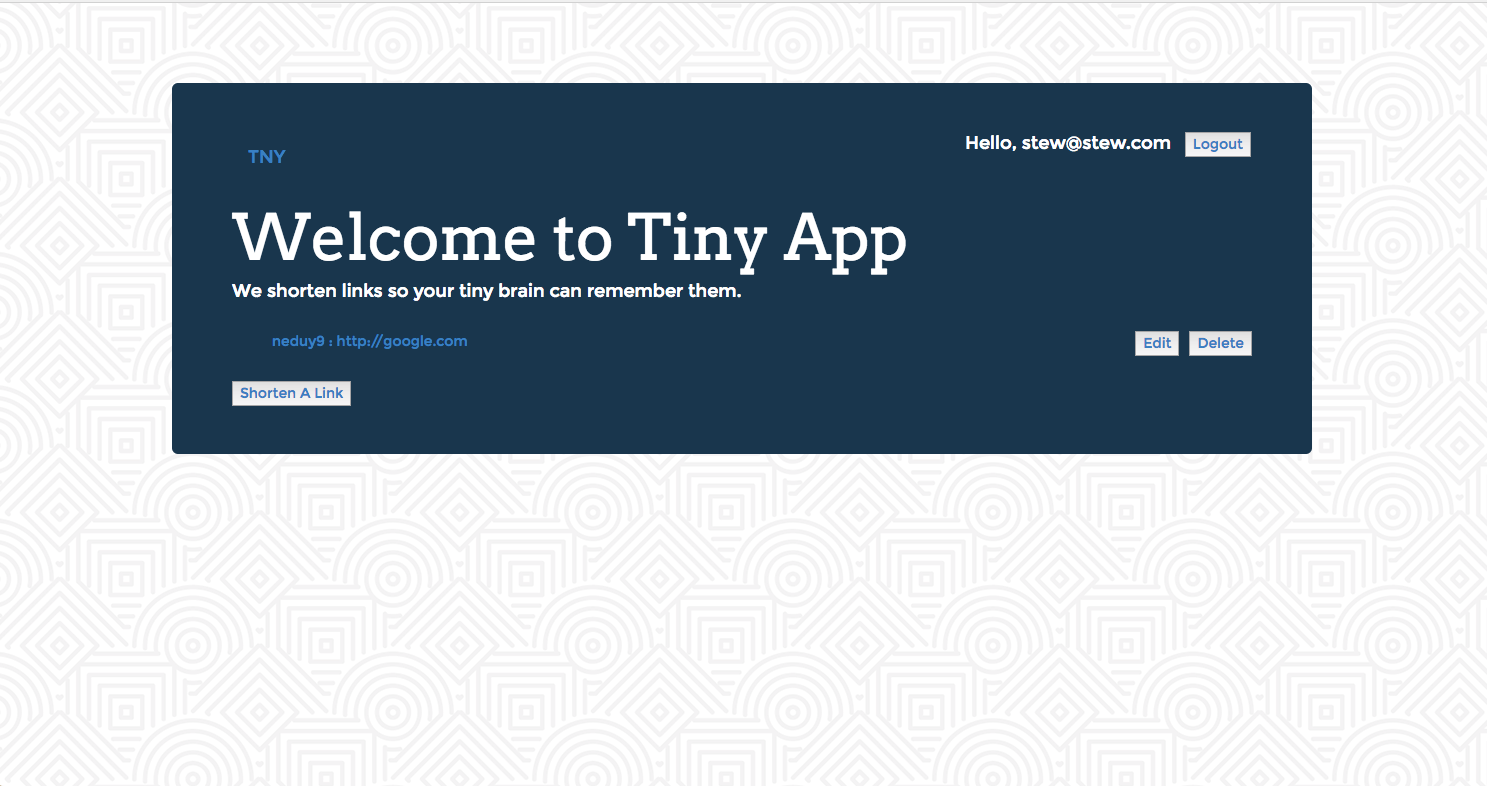 TNY
Hello, stew@stew.com
Logout
Welcome to Tiny App
We shorten links so your tiny brain can remember them.
neduy9 : http://google.com
Edit
Delete
Shorten A Link